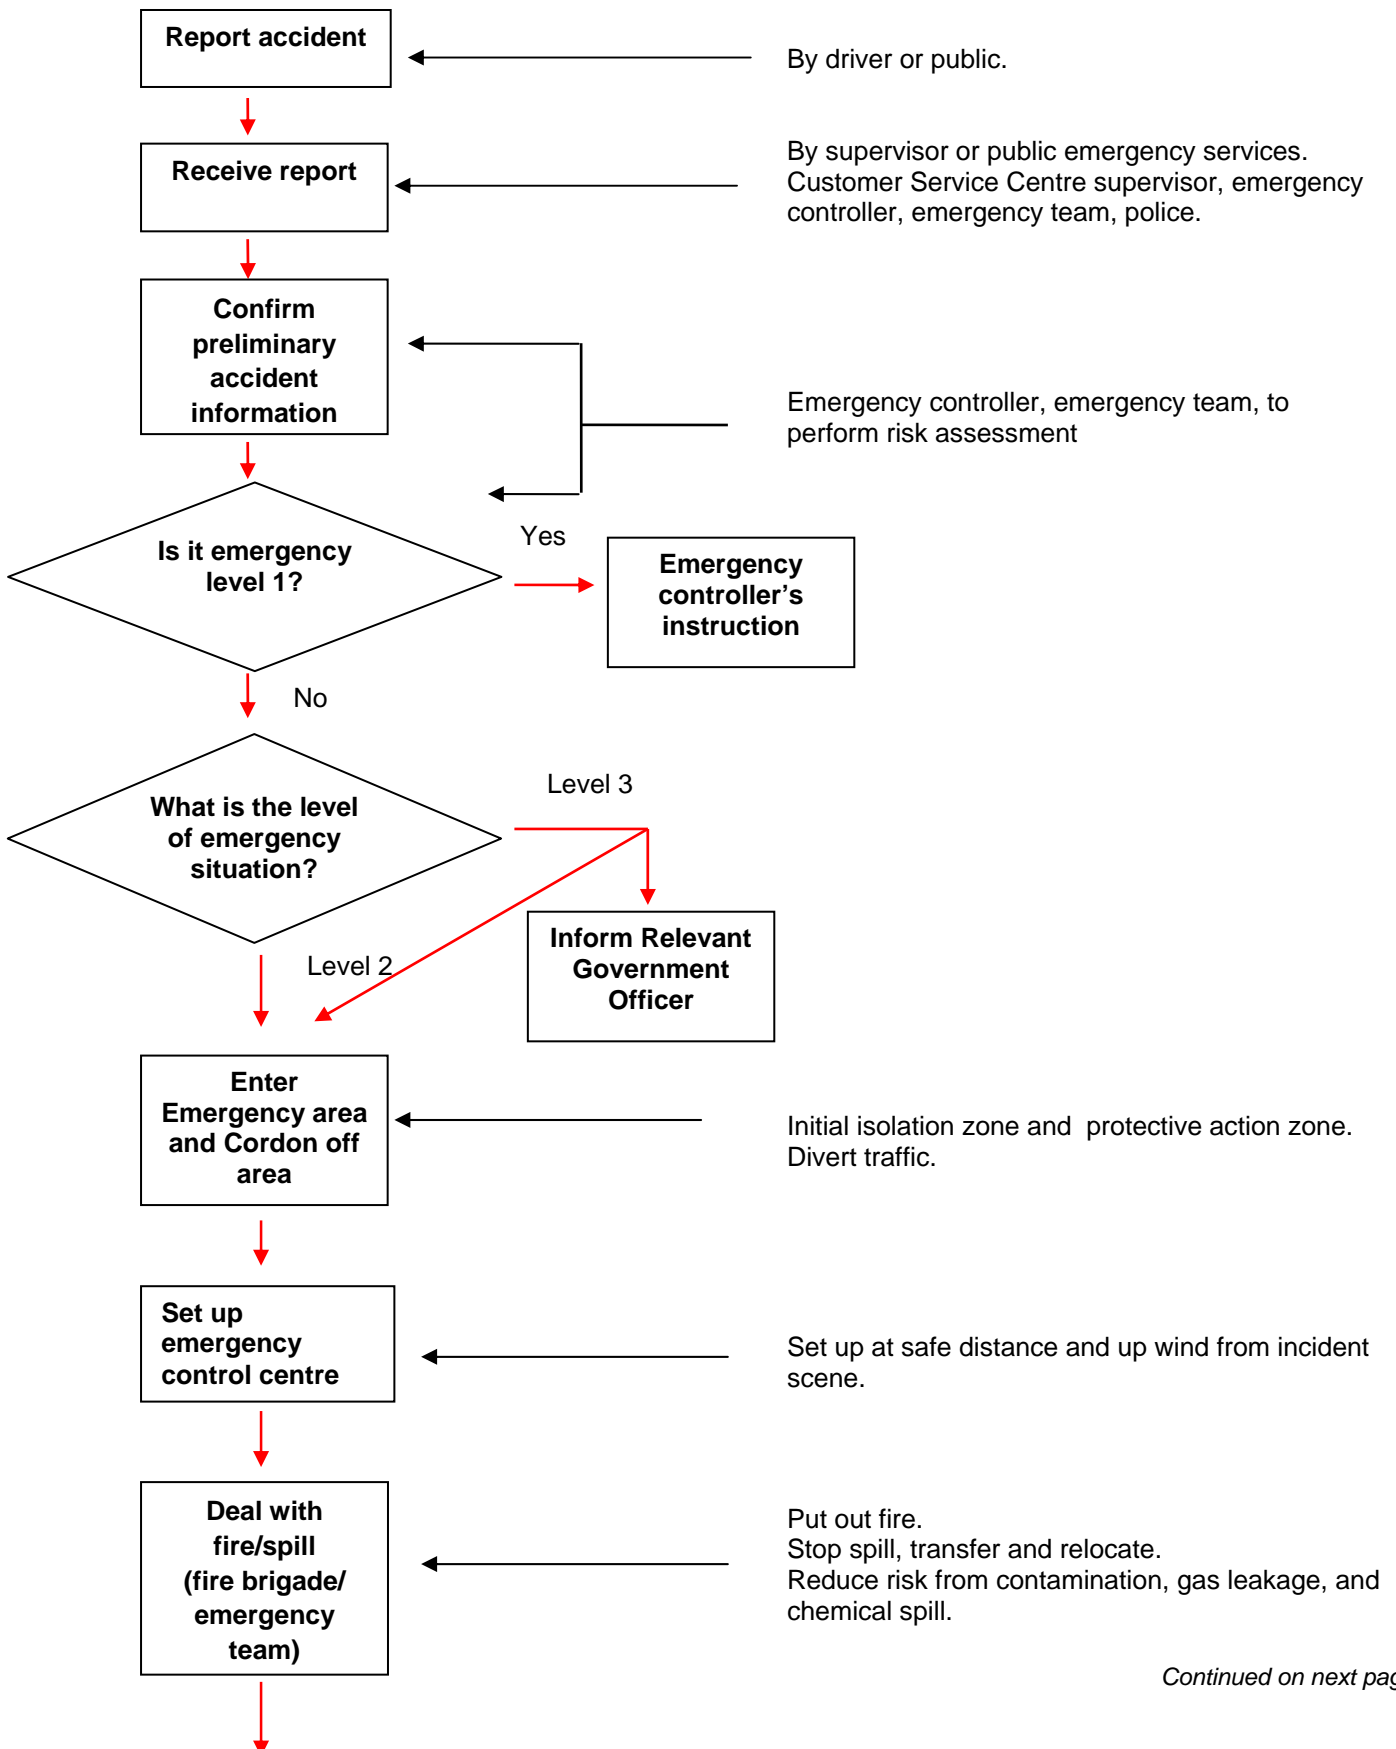 Report accident
By driver or public.
Receive report
By supervisor or public emergency services.
Customer Service Centre supervisor, emergency
controller, emergency team, police.
Confirm
preliminary
accident
information
Emergency controller, emergency team, to
perform risk assessment
Is it emergency
level 1?
Yes
Emergency
controller’s
instruction
No
What is the level
of emergency
situation?
Level 3
Inform Relevant
Government
Officer
Level 2
Enter
Emergency area
and Cordon off
area
Initial isolation zone and protective action zone.
Divert traffic.
Set up
emergency
control centre
Set up at safe distance and up wind from incident
scene.
Deal with
fire/spill
(fire brigade/
emergency
team)
Put out fire.
Stop spill, transfer and relocate.
Reduce risk from contamination, gas leakage, and
chemical spill.
Continued on next pag